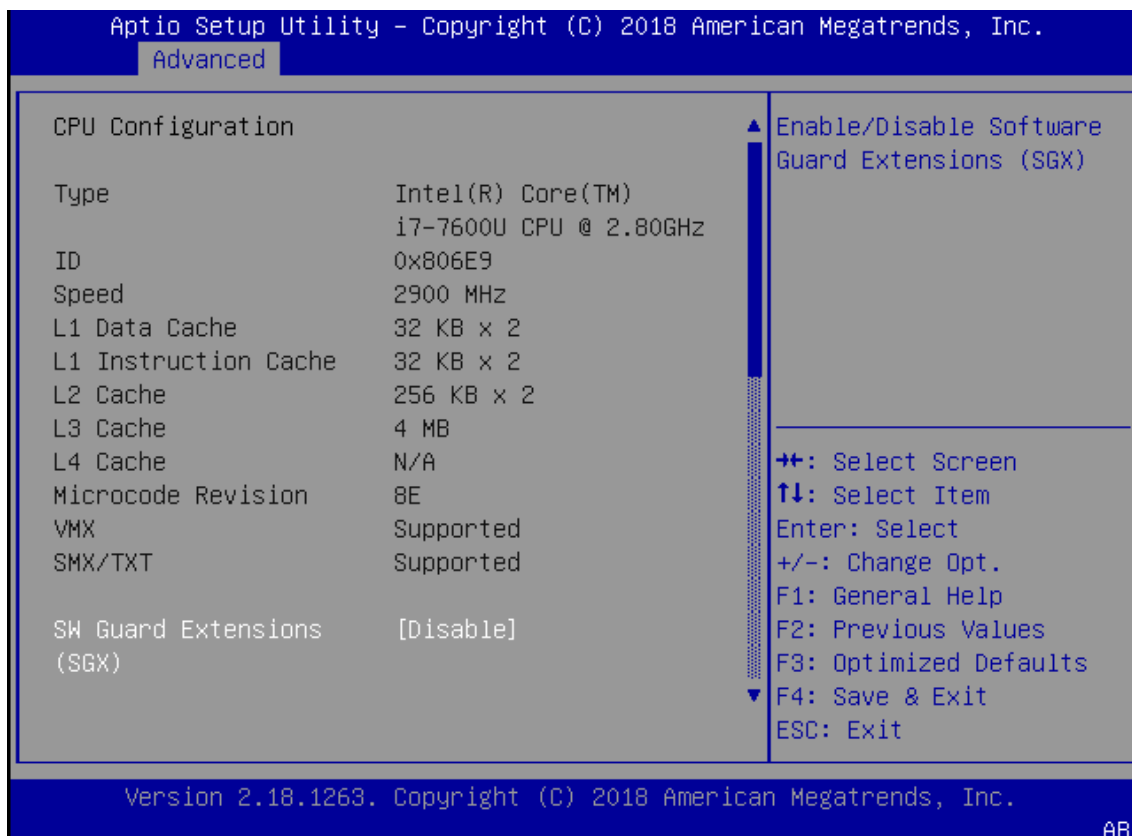 Aptio Setup Utility – Copyright (C) 2018 American Megatrends, Inc.
Advanced
CPU Configuration
Type Intel(R) Core(TM)
i7-7600U CPU @ 2.80GHz
ID 0x806E9
Speed 2900 MHz
L1 Data Cache 32 KB x 2
L1 Instruction Cache 32 KB x 2
L2 Cache 256 KB x 2
L3 Cache 4 MB
L4 Cache N/A
Microcode Revision 8E
VMX Supported
SMX/TXT Supported
SW Guard Extensions [Disable]
(SGX)
Enable/Disable Software
Guard Extensions (SGX)
→←: Select Screen
↑↓: Select Item
Enter: Select
+/-: Change Opt.
F1: General Help
F2: Previous Values
F3: Optimized Defaults
F4: Save & Exit
ESC: Exit
Version 2.18.1263. Copyright (C) 2018 American Megatrends, Inc.
AB